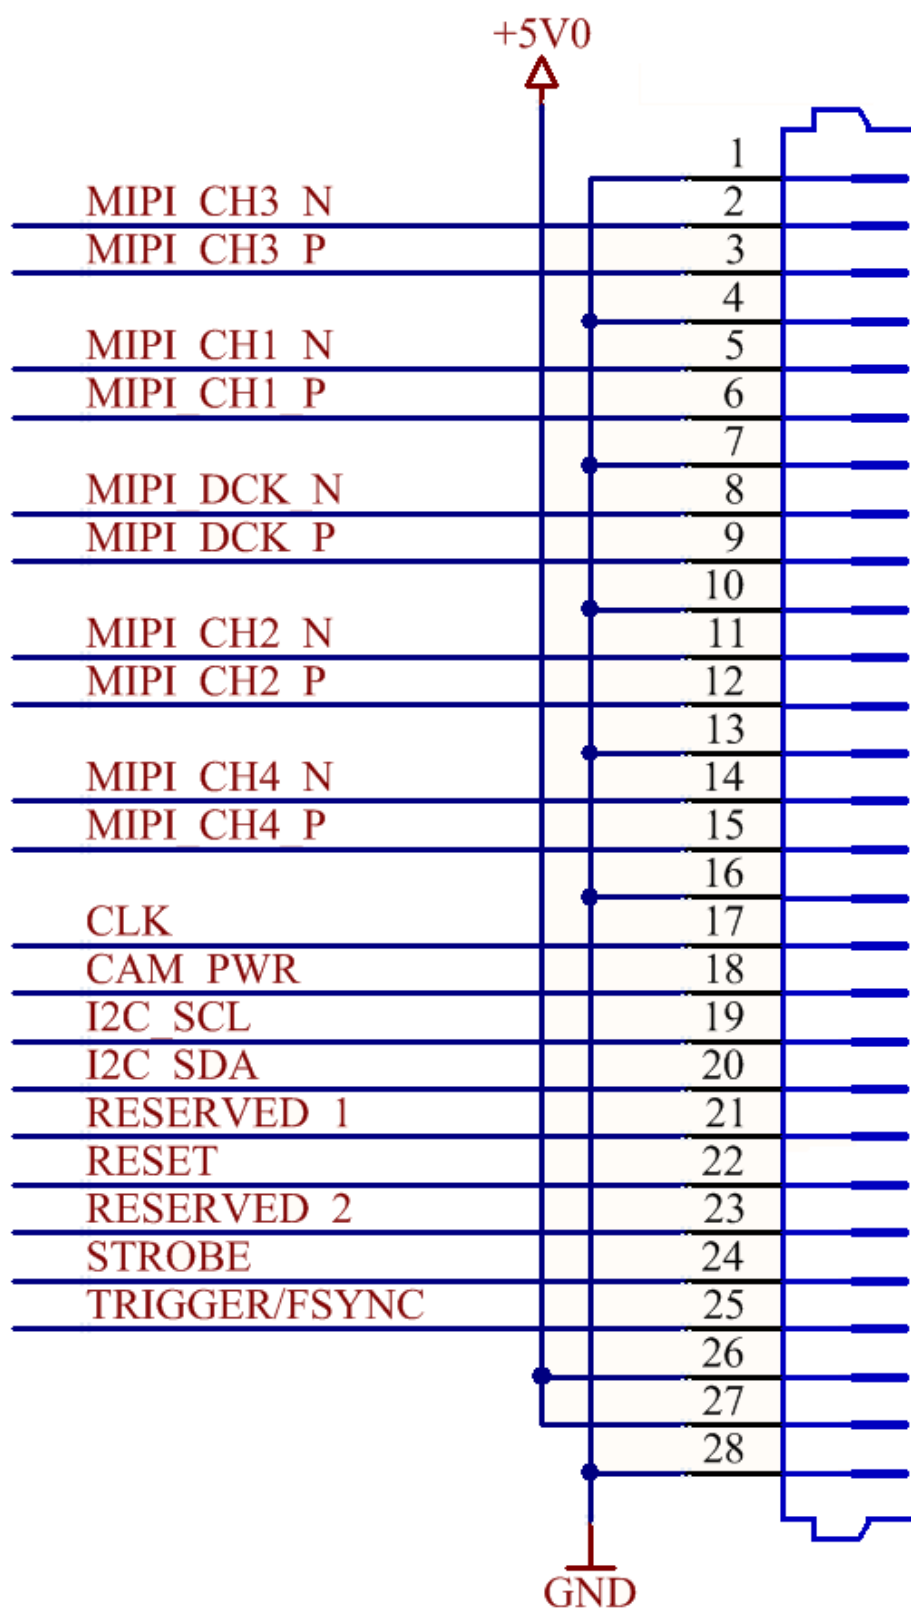 +5V0
1
MIPI_CH3_N 2
MIPI_CH3_P 3
4
MIPI_CH1_N 5
MIPI_CH1_P 6
7
MIPI_DCK_N 8
MIPI_DCK_P 9
10
MIPI_CH2_N 11
MIPI_CH2_P 12
13
MIPI_CH4_N 14
MIPI_CH4_P 15
16
CLK 17
CAM_PWR 18
I2C_SCL 19
I2C_SDA 20
RESERVED_1 21
RESET 22
RESERVED_2 23
STROBE 24
TRIGGER/FSYNC 25
26
27
28
GND